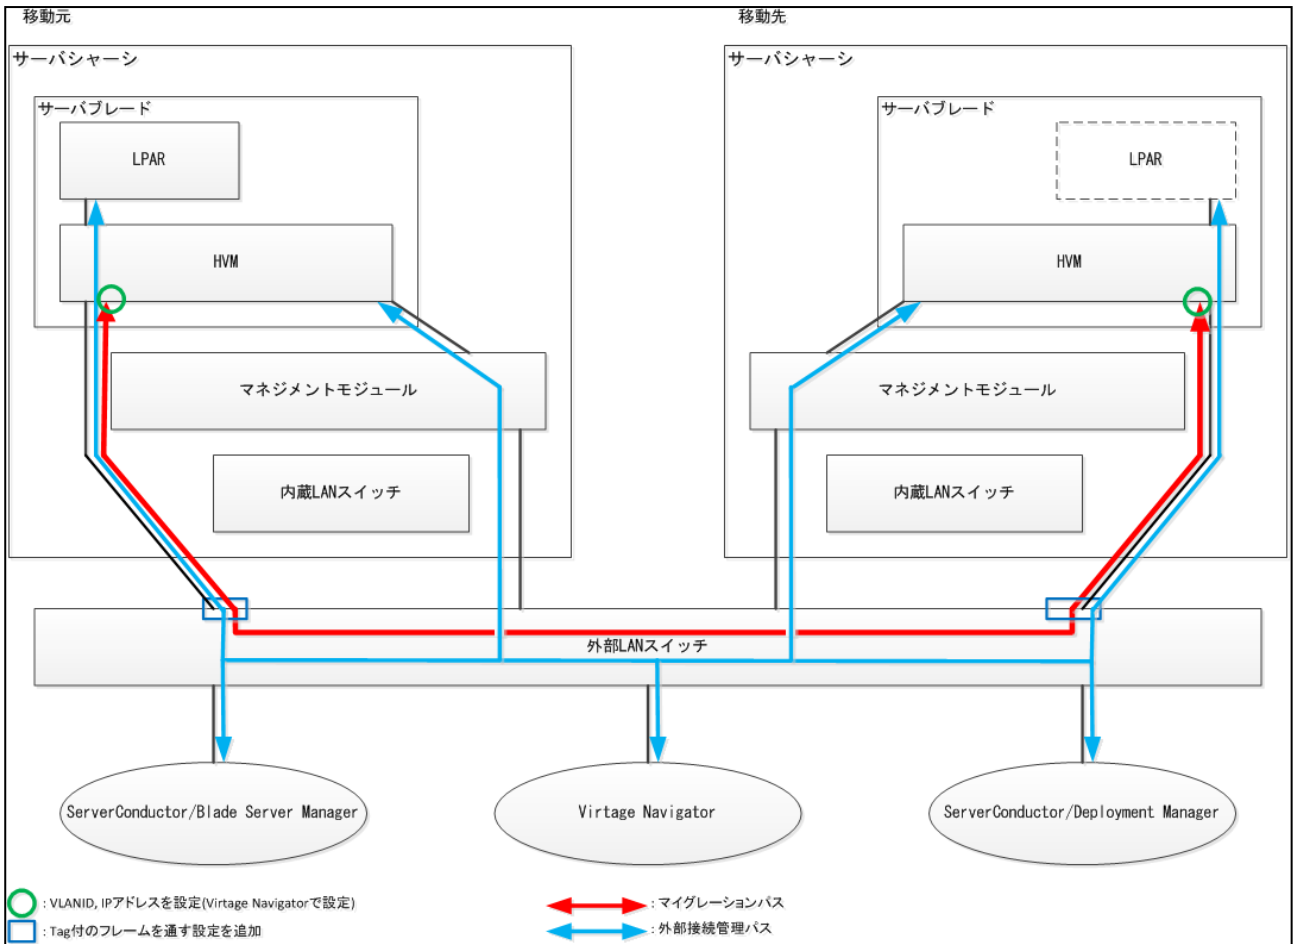 移動元
移動先
サーバシャーシ
サーバシャーシ
サーバブレード
サーバブレード
LPAR
LPAR
HVM
HVM
マネジメントモジュール
マネジメントモジュール
内蔵LANスイッチ
内蔵LANスイッチ
外部LANスイッチ
ServerConductor/Blade Server Manager
Virtage Navigator
ServerConductor/Deployment Manager
: VLANID, IPアドレスを設定(Virtage Navigatorで設定)
: マイグレーションパス
: Tag付のフレームを通す設定を追加
: 外部接続管理パス